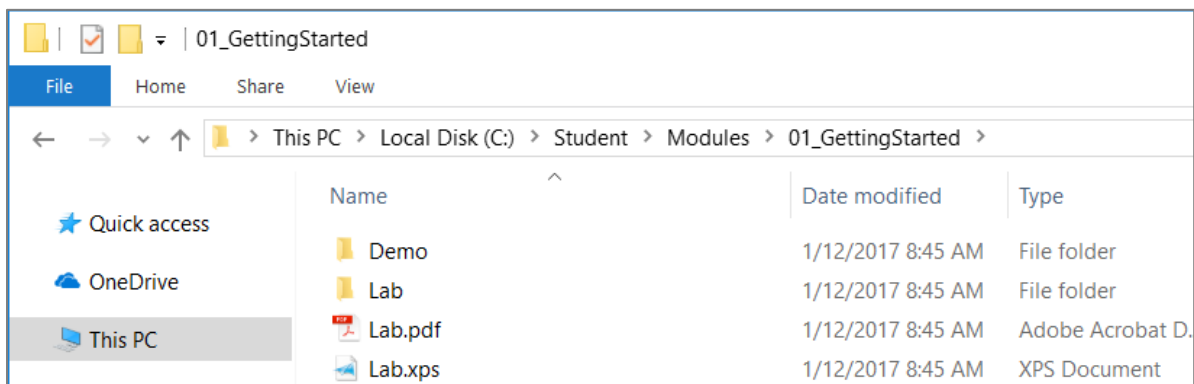 01_GettingStarted
File Home Share View
This PC > Local Disk (C:) > Student > Modules > 01_GettingStarted >
Name Date modified Type
Quick access
Demo 1/12/2017 8:45 AM File folder
OneDrive
Lab 1/12/2017 8:45 AM File folder
This PC
Lab.pdf 1/12/2017 8:45 AM Adobe Acrobat D.
Lab.xps 1/12/2017 8:45 AM XPS Document